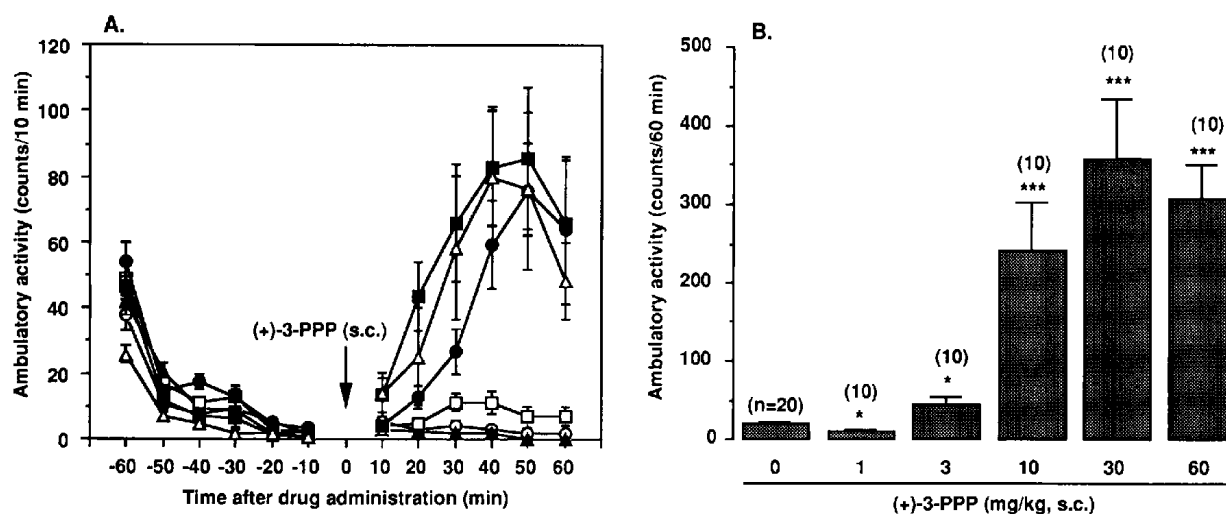 A.
120
100
80
60
40
20
0
Ambulatory activity (counts/10 min)
(+)-3-PPP (s.c.)
-60 -50 -40 -30 -20 -10 0 10 20 30 40 50 60
Time after drug administration (min)
B.
500
400
300
200
100
0
Ambulatory activity (counts/60 min)
(n=20)
(10)
*
(10)
*
(10)
***
(10)
***
(10)
***
0 1 3 10 30 60
(+)-3-PPP (mg/kg, s.c.)